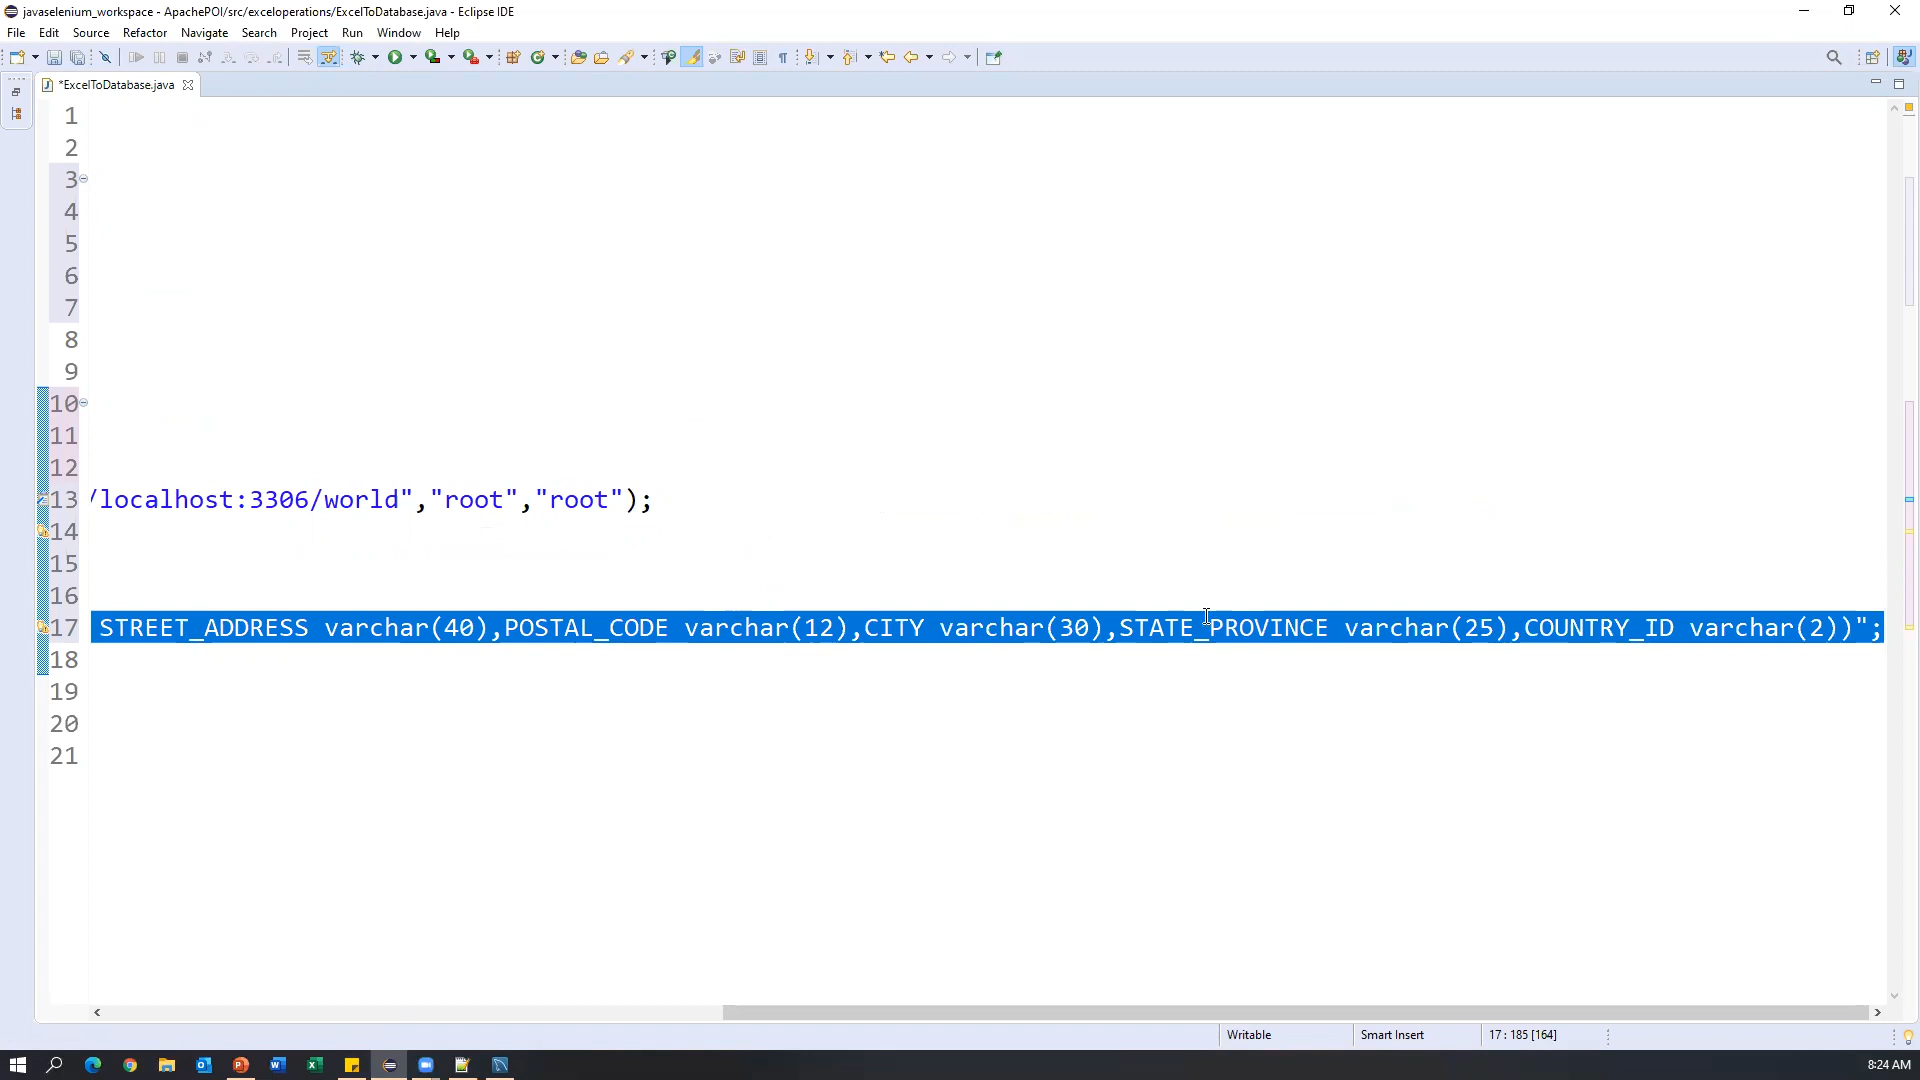 javaselenium_workspace - ApachePOI/src/exceloperations/ExcelToDatabase.java - Eclipse IDE
File Edit Source Refactor Navigate Search Project Run Window Help
*ExcelToDatabase.java
1
2
3
4
5
6
7
8
9
10
11
12
13 /localhost:3306/world","root","root");
14
15
16
17 STREET_ADDRESS varchar(40),POSTAL_CODE varchar(12),CITY varchar(30),STATE_PROVINCE varchar(25),COUNTRY_ID varchar(2))";
18
19
20
21
Writable Smart Insert 17 : 185 [164]
8:24 AM